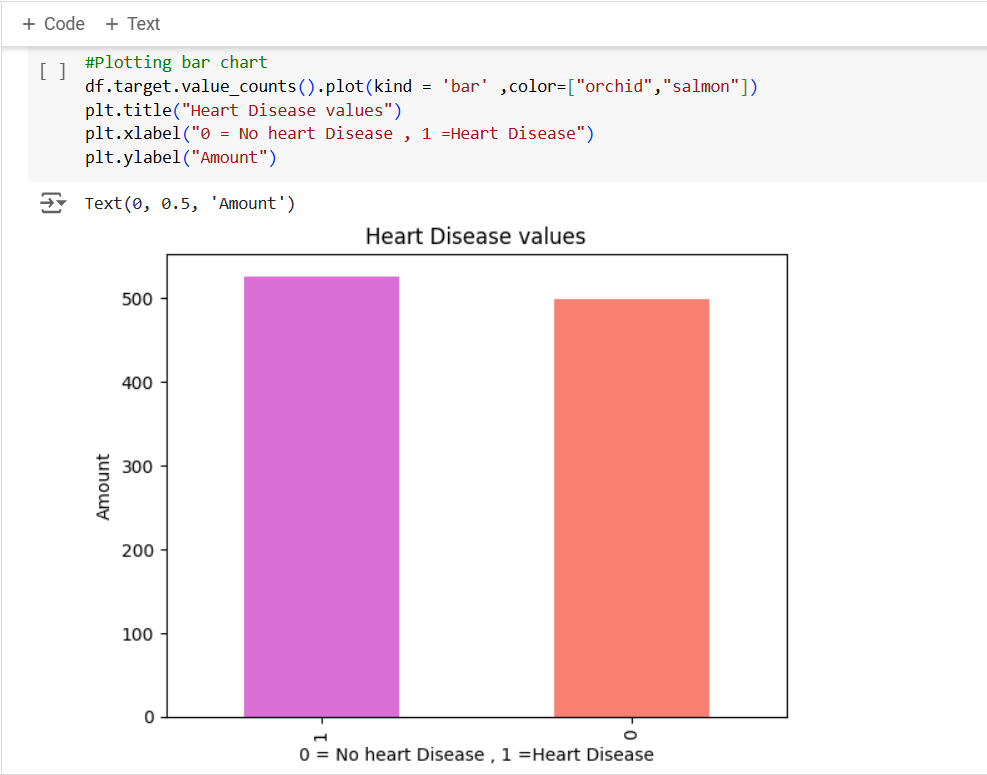 + Code + Text
[ ] #Plotting bar chart
df.target.value_counts().plot(kind = 'bar' ,color=["orchid","salmon"])
plt.title("Heart Disease values")
plt.xlabel("0 = No heart Disease , 1 =Heart Disease")
plt.ylabel("Amount")
Text(0, 0.5, 'Amount')
Heart Disease values
500
400
300
200
100
0
Amount
1 0
0 = No heart Disease , 1 =Heart Disease